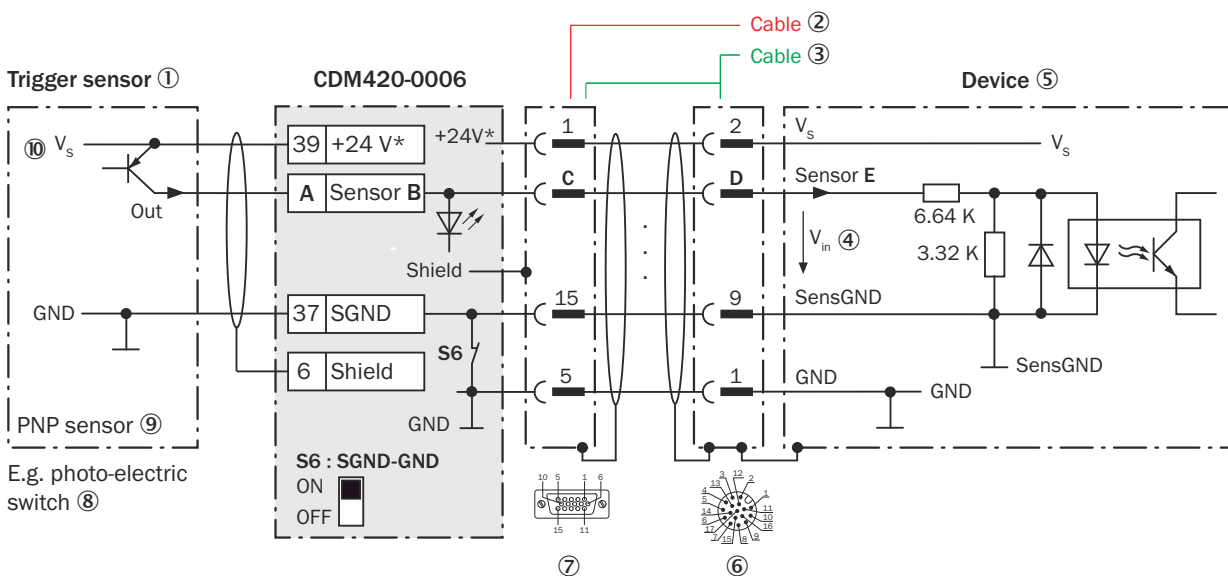 Cable ②
Cable ③
Trigger sensor ①
CDM420-0006
Device ⑤
⑩ Vs
39 +24 V*
+24V*
1
2
Vs
Vs
A Sensor B
C
D
Sensor E
Out
6.64 K
3.32 K
Vin ④
Shield
GND
37 SGND
15
9
SensGND
S6
6 Shield
SensGND
5
1
GND
GND
GND
PNP sensor ⑨
E.g. photo-electric
switch ⑧
S6 : SGND-GND
ON
OFF
10 5 1 6
15 11
3 12 2
13
4 1
5 11
14 10
6 16
17 9
7 15 8
⑦
⑥